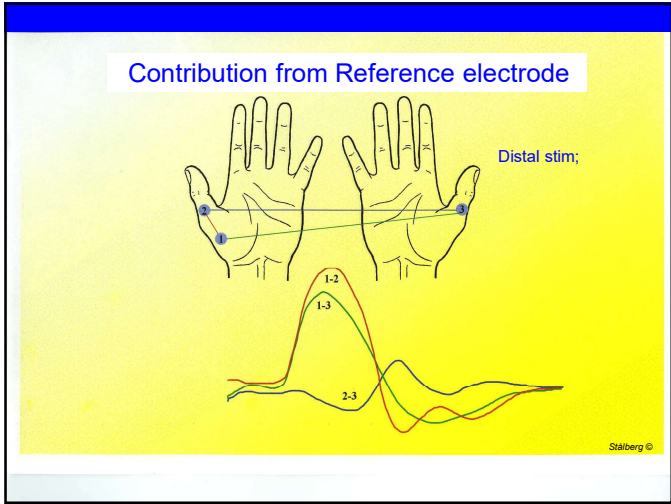 Contribution from Reference electrode
Distal stim;
2
3
1
1-2
1-3
2-3
Stålberg ©